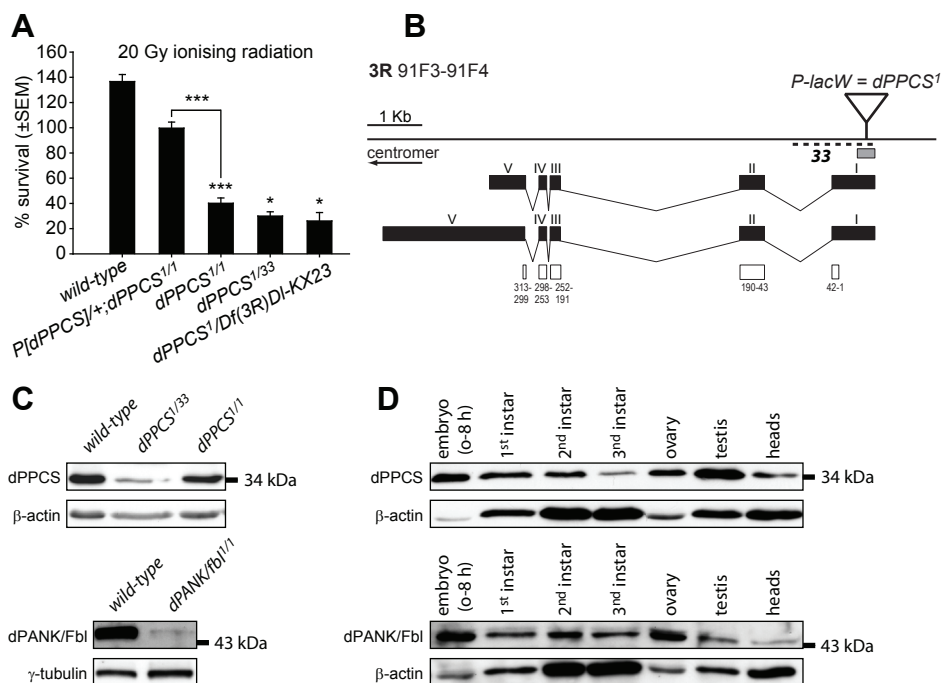 A
20 Gy ionising radiation
% survival (±SEM)
160
140
120
100
80
60
40
20
0
***
***
*
*
wild-type
P[dPPCS]/+;dPPCS1/1
dPPCS1/1
dPPCS1/33
dPPCS1/Df(3R)Dl-KX23
B
3R 91F3-91F4
P-lacW = dPPCS1
1 Kb
centromer
33
V IV III II I
V IV III II I
313-299
298-253
252-191
190-43
42-1
C
wild-type
dPPCS1/33
dPPCS1/1
dPPCS
34 kDa
β-actin
wild-type
dPANK/fbl1/1
dPANK/Fbl
43 kDa
γ-tubulin
D
embryo (o-8 h)
1st instar
2nd instar
3nd instar
ovary
testis
heads
dPPCS
34 kDa
β-actin
embryo (o-8 h)
1st instar
2nd instar
3nd instar
ovary
testis
heads
dPANK/Fbl
43 kDa
β-actin